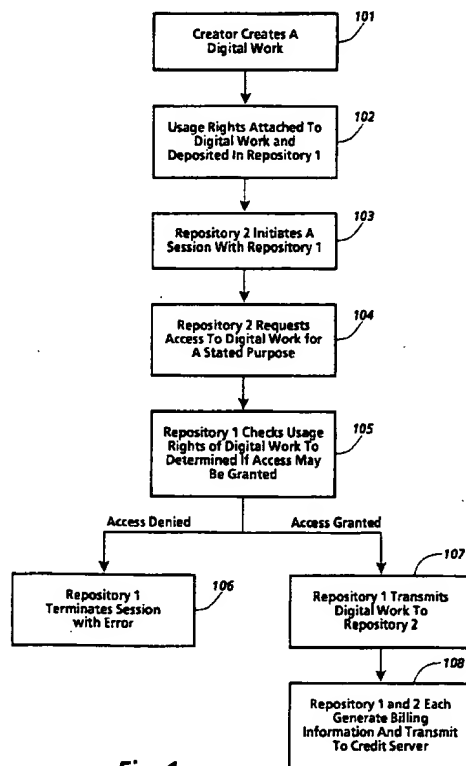 101
Creator Creates A
Digital Work
102
Usage Rights Attached To
Digital Work and
Deposited In Repository 1
103
Repository 2 Initiates A
Session With Repository 1
104
Repository 2 Requests
Access To Digital Work for
A Stated Purpose
105
Repository 1 Checks Usage
Rights of Digital Work To
Determined If Access May
Be Granted
Access Denied
Access Granted
106
Repository 1
Terminates Session
with Error
107
Repository 1 Transmits
Digital Work To
Repository 2
108
Repository 1 and 2 Each
Generate Billing
Information And Transmit
To Credit Server